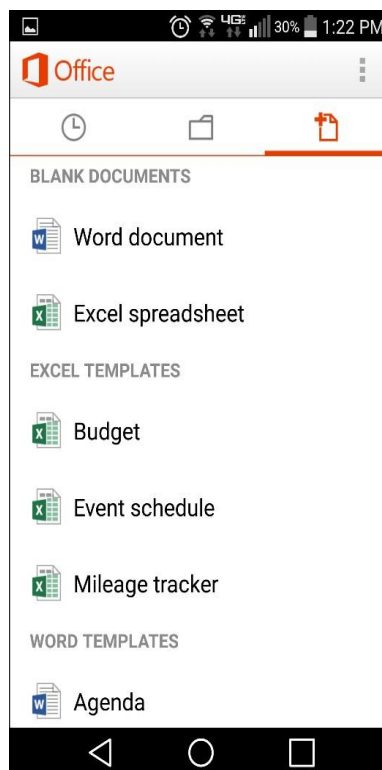 4G 30% 1:22 PM
Office
BLANK DOCUMENTS
Word document
Excel spreadsheet
EXCEL TEMPLATES
Budget
Event schedule
Mileage tracker
WORD TEMPLATES
Agenda